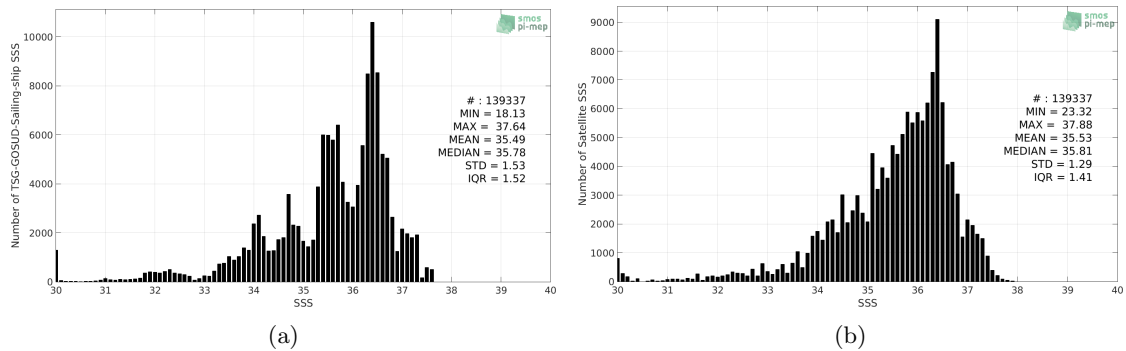 smos
pi-mep
Number of TSG-GOSUD-Sailing-ship SSS
10000
8000
6000
4000
2000
0
# : 139337
MIN = 18.13
MAX = 37.64
MEAN = 35.49
MEDIAN = 35.78
STD = 1.53
IQR = 1.52
30 31 32 33 34 35 36 37 38 39 40
SSS
(a)
smos
pi-mep
Number of Satellite SSS
9000
8000
7000
6000
5000
4000
3000
2000
1000
0
# : 139337
MIN = 23.32
MAX = 37.88
MEAN = 35.53
MEDIAN = 35.81
STD = 1.29
IQR = 1.41
30 31 32 33 34 35 36 37 38 39 40
SSS
(b)